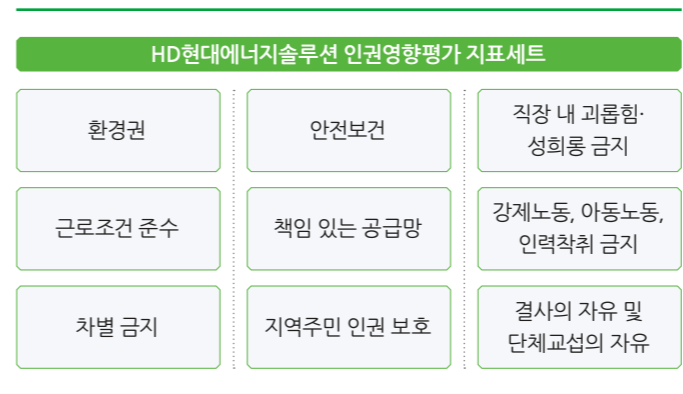 HD현대에너지솔루션 인권영향평가 지표세트
환경권
안전보건
직장 내 괴롭힘·
성희롱 금지
근로조건 준수
책임 있는 공급망
강제노동, 아동노동,
인력착취 금지
차별 금지
지역주민 인권 보호
결사의 자유 및
단체교섭의 자유